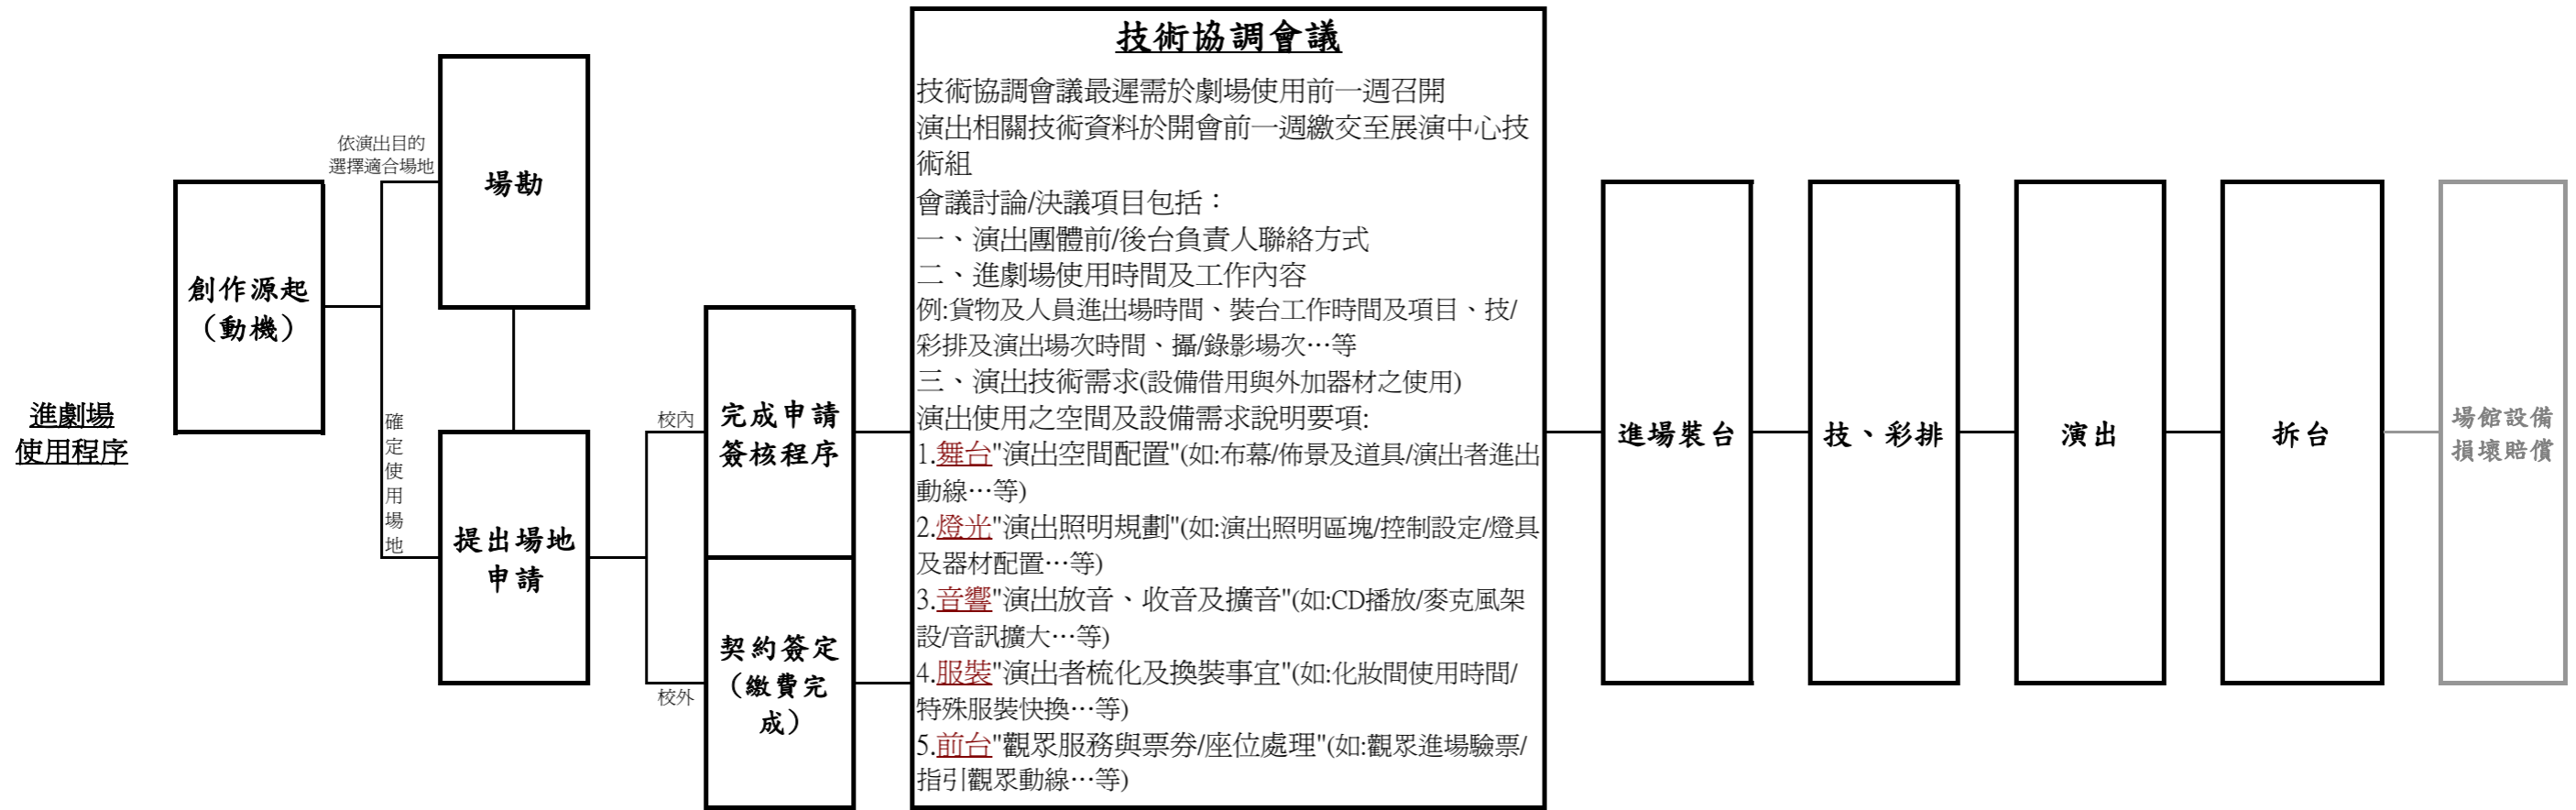 進劇場
使用程序
創作源起
（動機）
依演出目的
選擇適合場地
場勘
確定使用場地
提出場地
申請
校內
完成申請
簽核程序
校外
契約簽定
（繳費完
成）
技術協調會議
技術協調會議最遲需於劇場使用前一週召開
演出相關技術資料於開會前一週繳交至展演中心技
術組
會議討論/決議項目包括：
一、演出團體前/後台負責人聯絡方式
二、進劇場使用時間及工作內容
例:貨物及人員進出場時間、裝台工作時間及項目、技/
彩排及演出場次時間、攝/錄影場次…等
三、演出技術需求(設備借用與外加器材之使用)
演出使用之空間及設備需求說明要項:
1.舞台"演出空間配置"(如:布幕/佈景及道具/演出者進出
動線…等)
2.燈光"演出照明規劃"(如:演出照明區塊/控制設定/燈具
及器材配置…等)
3.音響"演出放音、收音及擴音"(如:CD播放/麥克風架
設/音訊擴大…等)
4.服裝"演出者梳化及換裝事宜"(如:化妝間使用時間/
特殊服裝快換…等)
5.前台"觀眾服務與票券/座位處理"(如:觀眾進場驗票/
指引觀眾動線…等)
進場裝台
技、彩排
演出
拆台
場館設備
損壞賠償